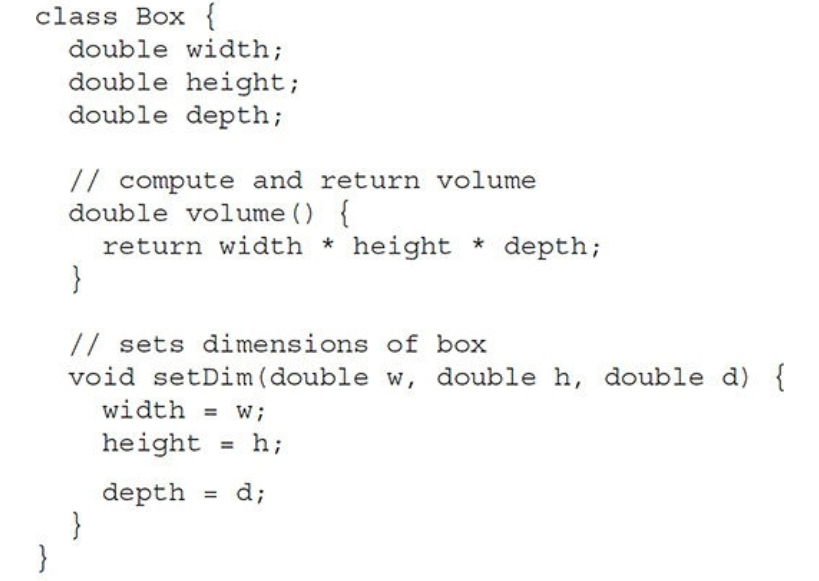 class Box {
double width;
double height;
double depth;
// compute and return volume
double volume() {
return width * height * depth;
}
// sets dimensions of box
void setDim(double w, double h, double d) {
width = w;
height = h;
depth = d;
}
}